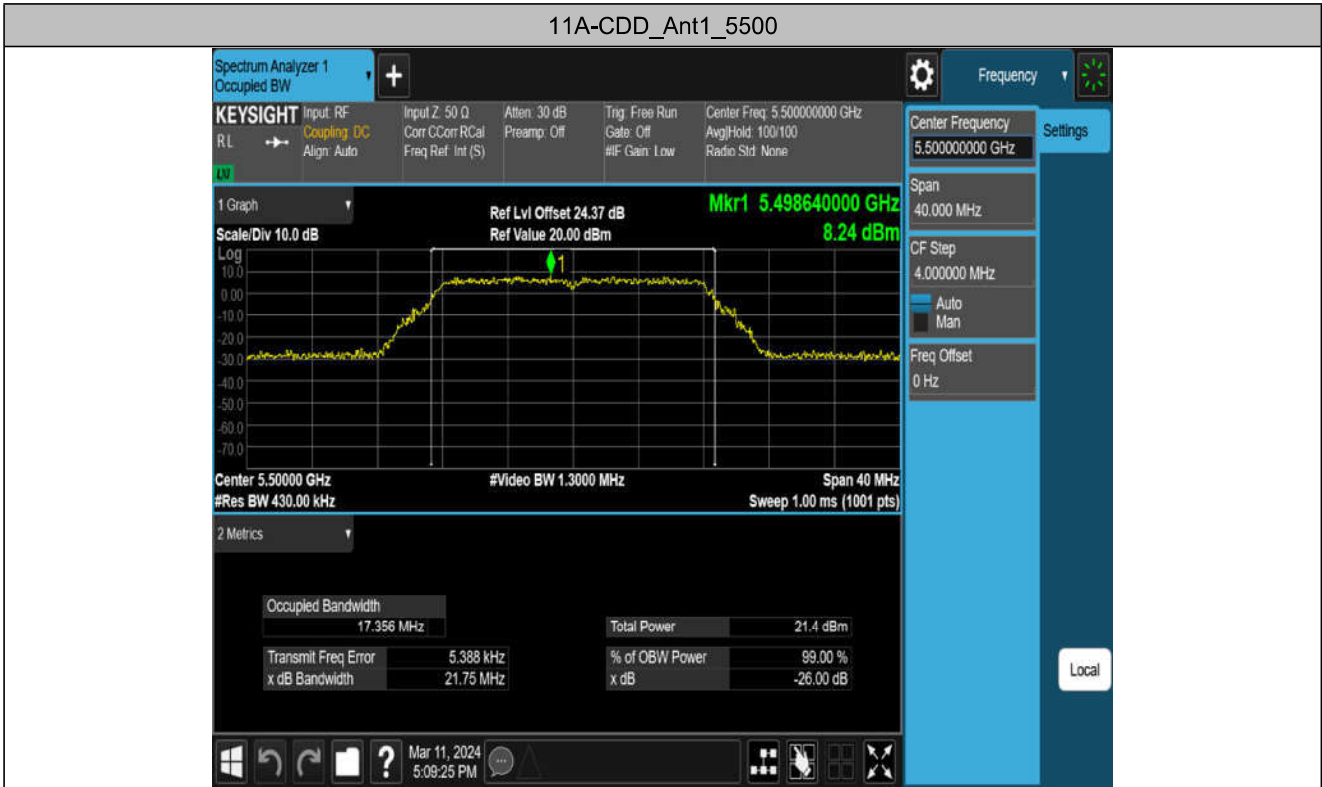 11A-CDD_Ant1_5500
Spectrum Analyzer 1
Occupied BW
Frequency
KEYSIGHT
Input: RF
Coupling: DC
Align: Auto
Input Z: 50 Ω
Corr CCorr RCal
Freq Ref: Int (S)
Atten: 30 dB
Preamp: Off
Trig: Free Run
Gate: Off
#IF Gain: Low
Center Freq: 5.500000000 GHz
Avg|Hold: 100/100
Radio Std: None
R L
Center Frequency
5.500000000 GHz
Settings
Span
40.000 MHz
CF Step
4.000000 MHz
Auto
Man
Freq Offset
0 Hz
Local
1 Graph
Scale/Div 10.0 dB
Ref Lvl Offset 24.37 dB
Ref Value 20.00 dBm
Mkr1 5.498640000 GHz
8.24 dBm
Log
10.0
0.00
-10.0
-20.0
-30.0
-40.0
-50.0
-60.0
-70.0
1
Center 5.50000 GHz
#Video BW 1.3000 MHz
Span 40 MHz
#Res BW 430.00 kHz
Sweep 1.00 ms (1001 pts)
2 Metrics
Occupied Bandwidth
17.356 MHz
Total Power 21.4 dBm
Transmit Freq Error 5.388 kHz
% of OBW Power 99.00 %
x dB Bandwidth 21.75 MHz
x dB -26.00 dB
?
Mar 11, 2024
5:09:25 PM